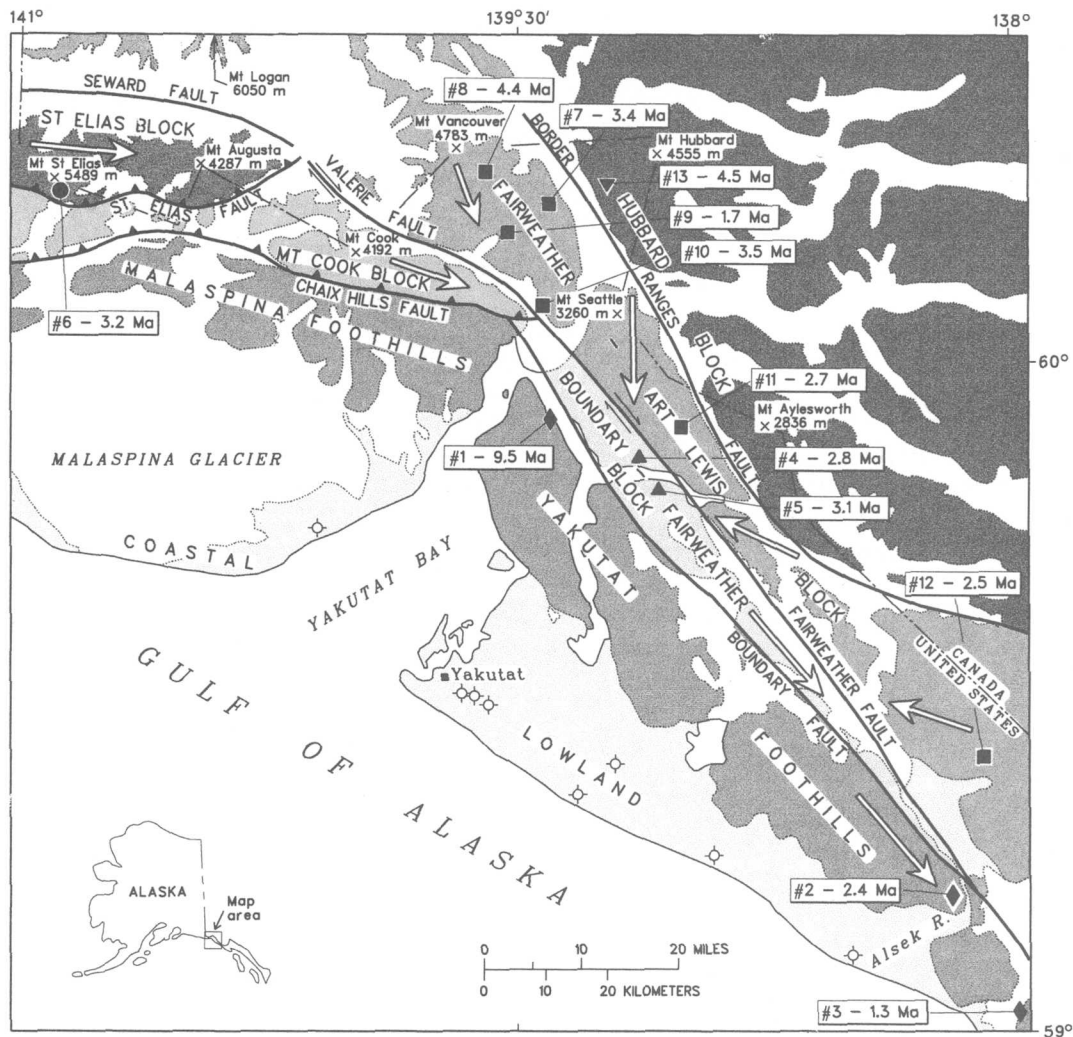 141°
139°30'
138°
Mt Logan
6050 m
SEWARD FAULT
ST ELIAS BLOCK
Mt St Elias
× 5489 m
Mt Augusta
× 4287 m
ST. ELIAS FAULT
VALERIE FAULT
Mt Vancouver
4783 m
×
#8 – 4.4 Ma
#7 – 3.4 Ma
Mt Hubbard
× 4555 m
#13 – 4.5 Ma
#9 – 1.7 Ma
#10 – 3.5 Ma
BORDER RANGES FAULT
HUBBARD BLOCK
FAIRWEATHER
Mt Cook
× 4192 m
MT COOK BLOCK
CHAIX HILLS FAULT
MALASPINA FOOTHILLS
Mt Seattle
3260 m ×
#6 – 3.2 Ma
60°
#11 – 2.7 Ma
Mt Aylesworth
× 2836 m
#4 – 2.8 Ma
#5 – 3.1 Ma
#1 – 9.5 Ma
ART LEWIS
BLOCK
BOUNDARY BLOCK
FAIRWEATHER
FAIRWEATHER FAULT
BOUNDARY FAULT
MALASPINA GLACIER
COASTAL
YAKUTAT BAY
YAKUTAT
FOOTHILLS
#12 – 2.5 Ma
CANADA
UNITED STATES
Yakutat
LOWLAND
GULF
OF ALASKA
#2 – 2.4 Ma
Alsek R.
#3 – 1.3 Ma
59°
ALASKA
Map
area
0 20 MILES
0 10 20 KILOMETERS